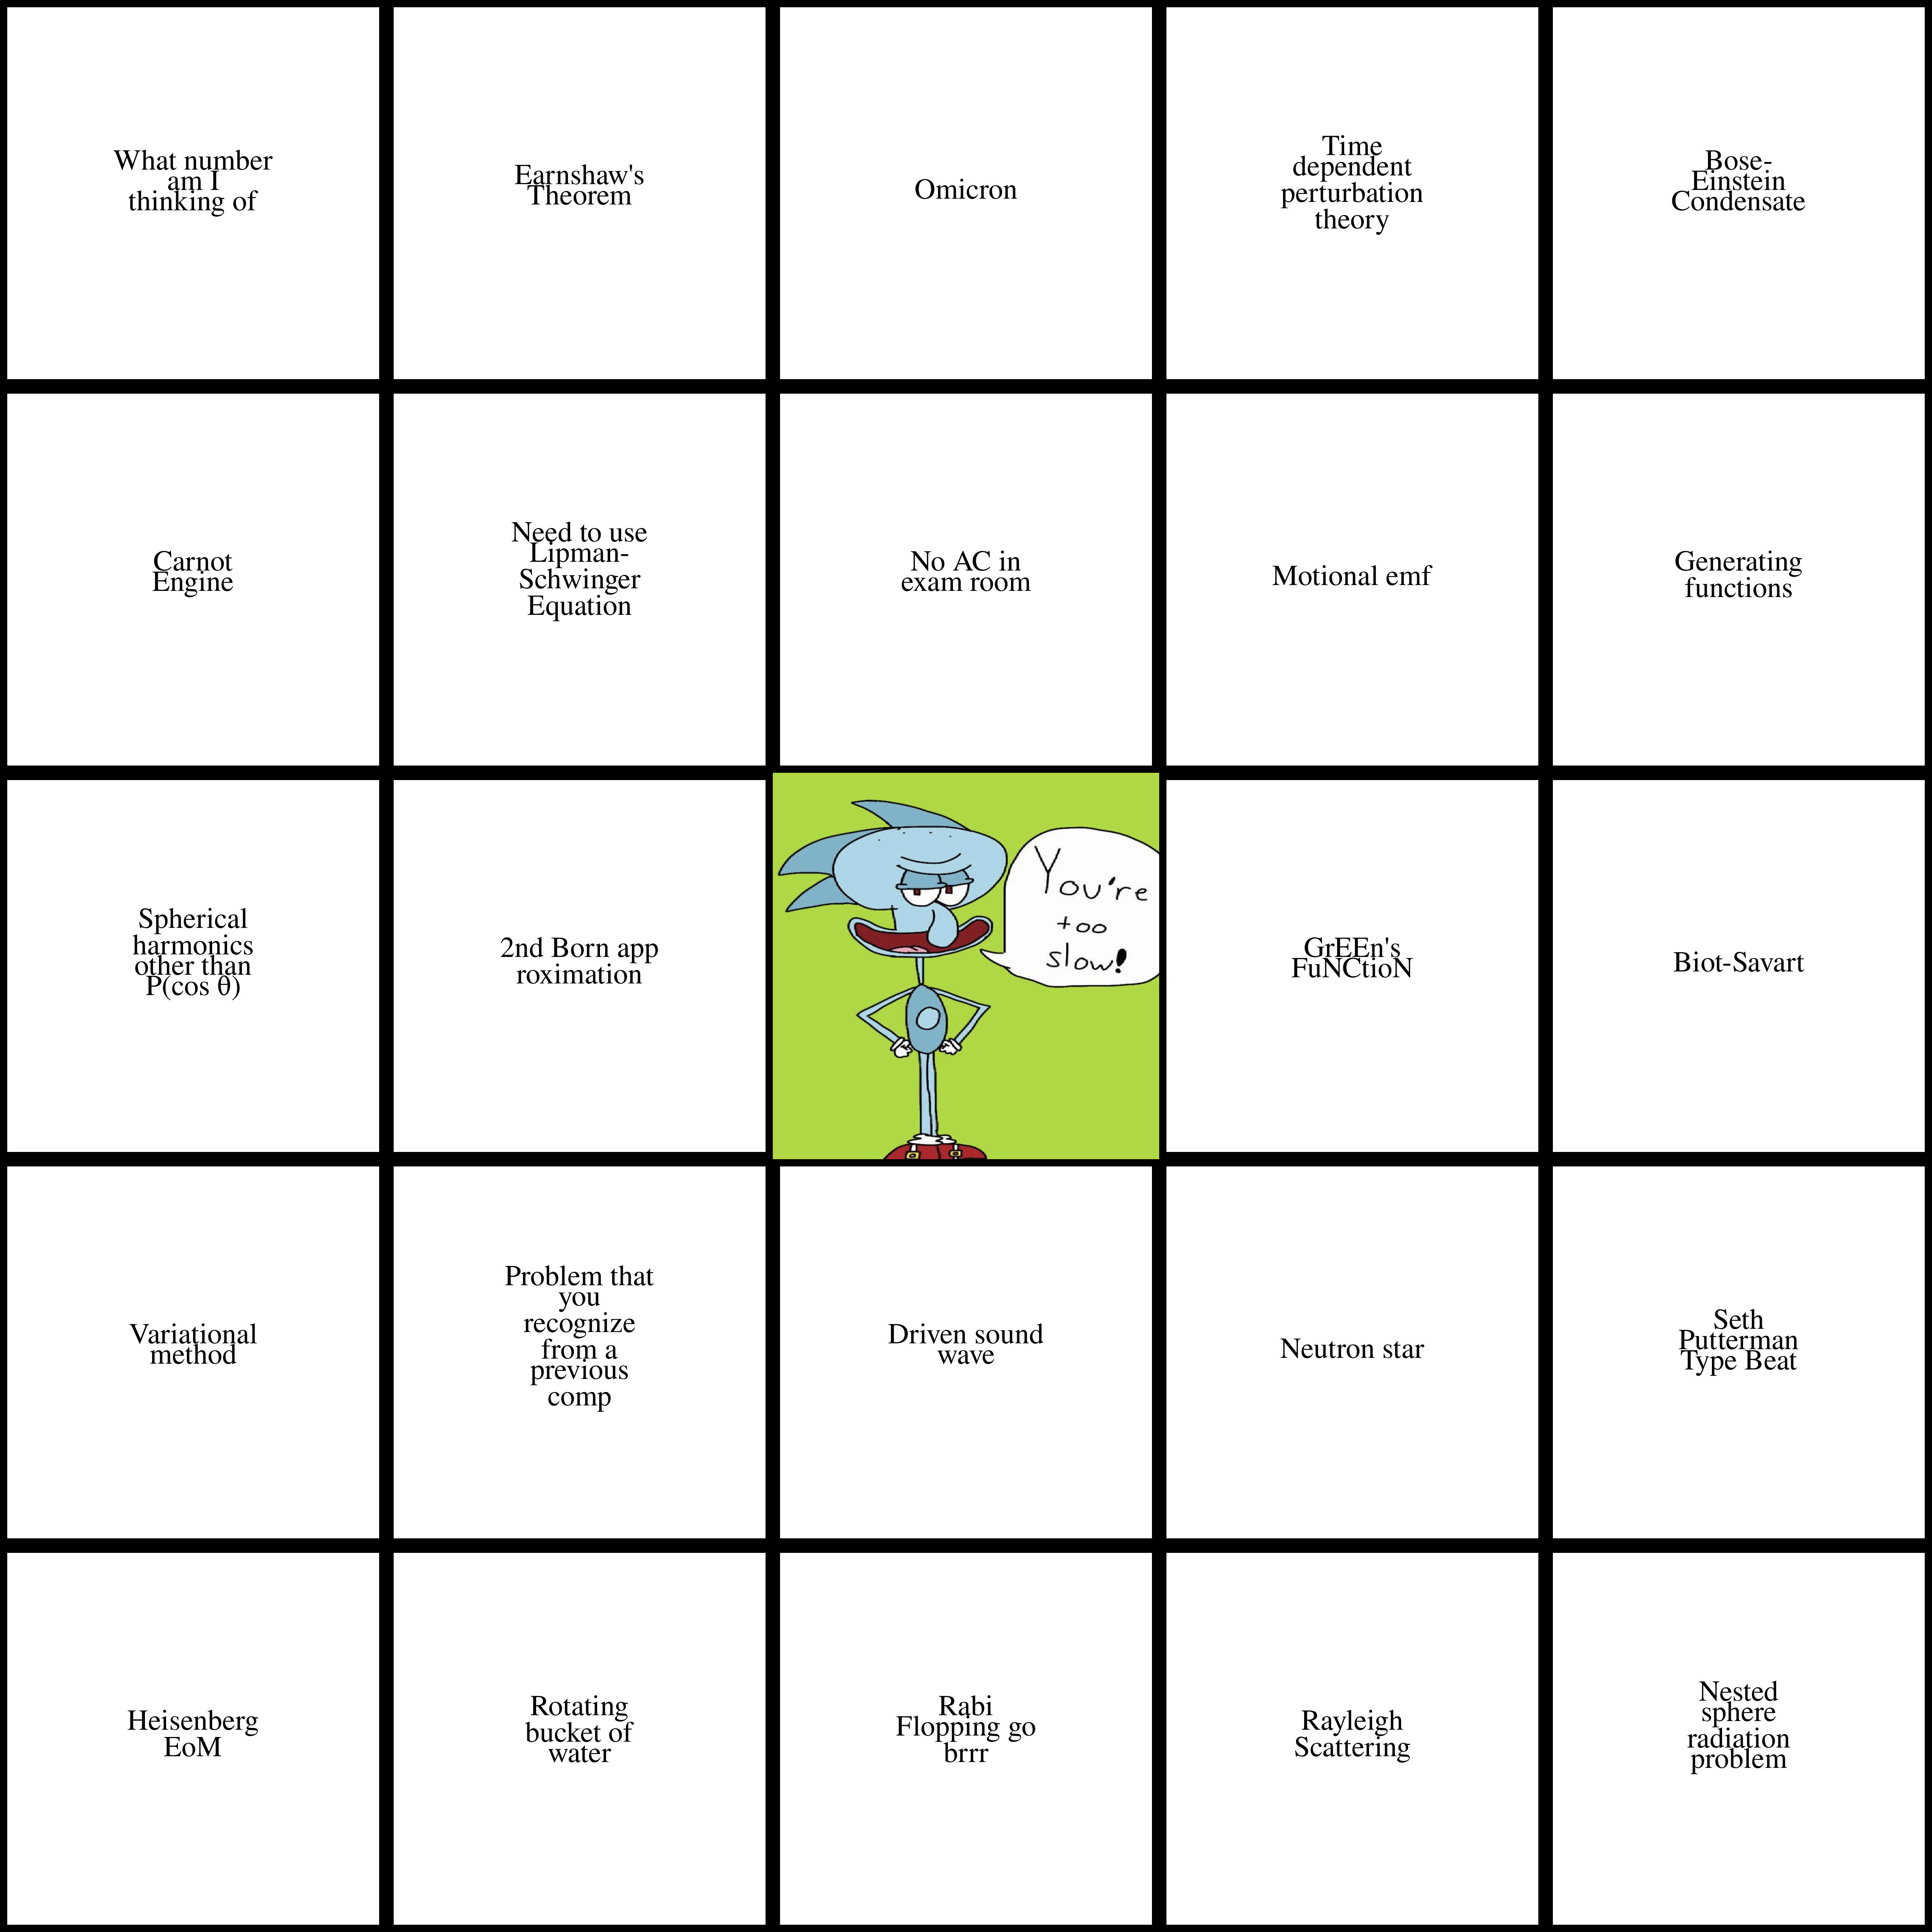 What number
am I
thinking of
Earnshaw's
Theorem
Omicron
Time
dependent
perturbation
theory
Bose-
Einstein
Condensate
Carnot
Engine
Need to use
Lipman-
Schwinger
Equation
No AC in
exam room
Motional emf
Generating
functions
Spherical
harmonics
other than
P(cos θ)
2nd Born app
roximation
You're
too
slow!
GrEEn's
FuNCtioN
Biot-Savart
Variational
method
Problem that
you
recognize
from a
previous
comp
Driven sound
wave
Neutron star
Seth
Putterman
Type Beat
Heisenberg
EoM
Rotating
bucket of
water
Rabi
Flopping go
brrr
Rayleigh
Scattering
Nested
sphere
radiation
problem